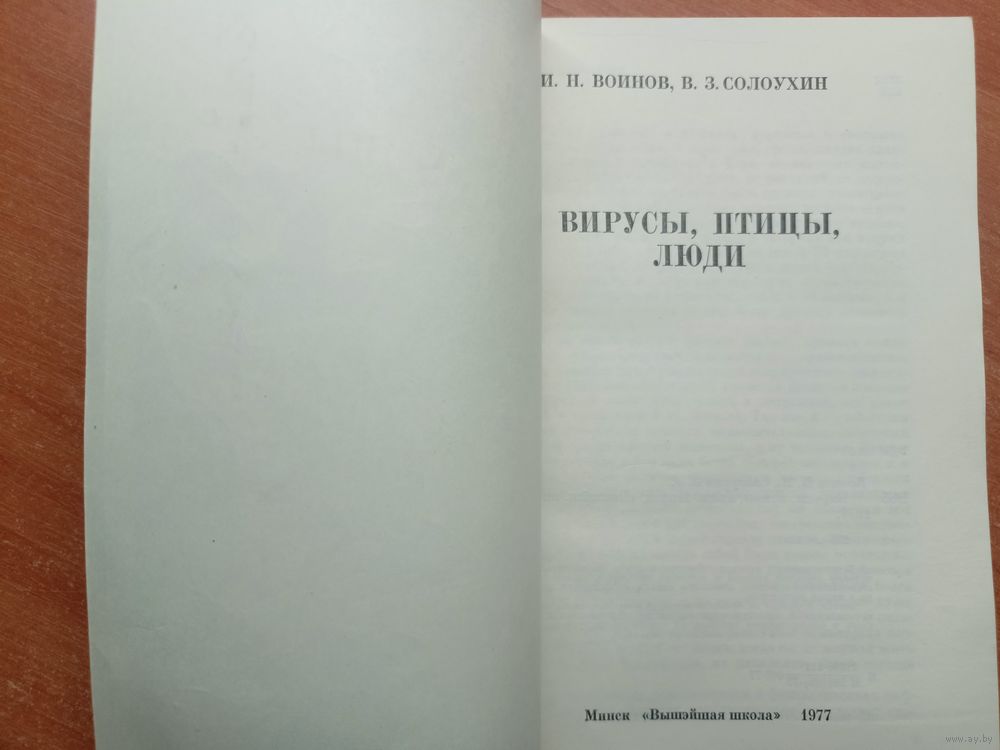 И. Н. ВОИНОВ, В. З. СОЛОУХИН
ВИРУСЫ, ПТИЦЫ,
ЛЮДИ
Минск «Вышэйшая школа» 1977
www.ay.by